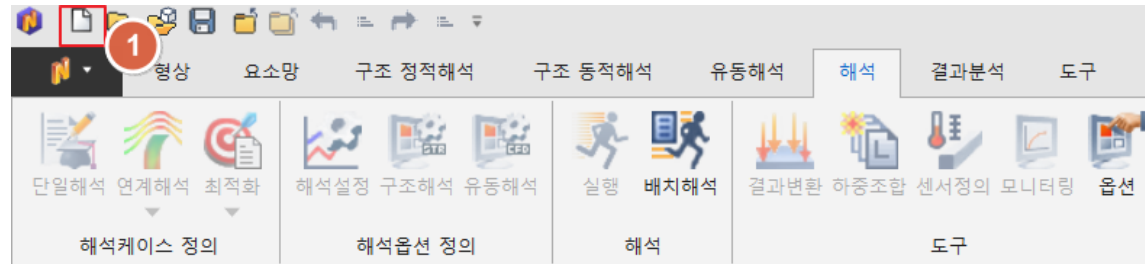 1
형상 요소망 구조 정적해석 구조 동적해석 유동해석 해석 결과분석 도구
STR CFD
단일해석 연계해석 최적화 해석설정 구조해석 유동해석 실행 배치해석 결과변환 하중조합 센서정의 모니터링 옵션
해석케이스 정의 해석옵션 정의 해석 도구